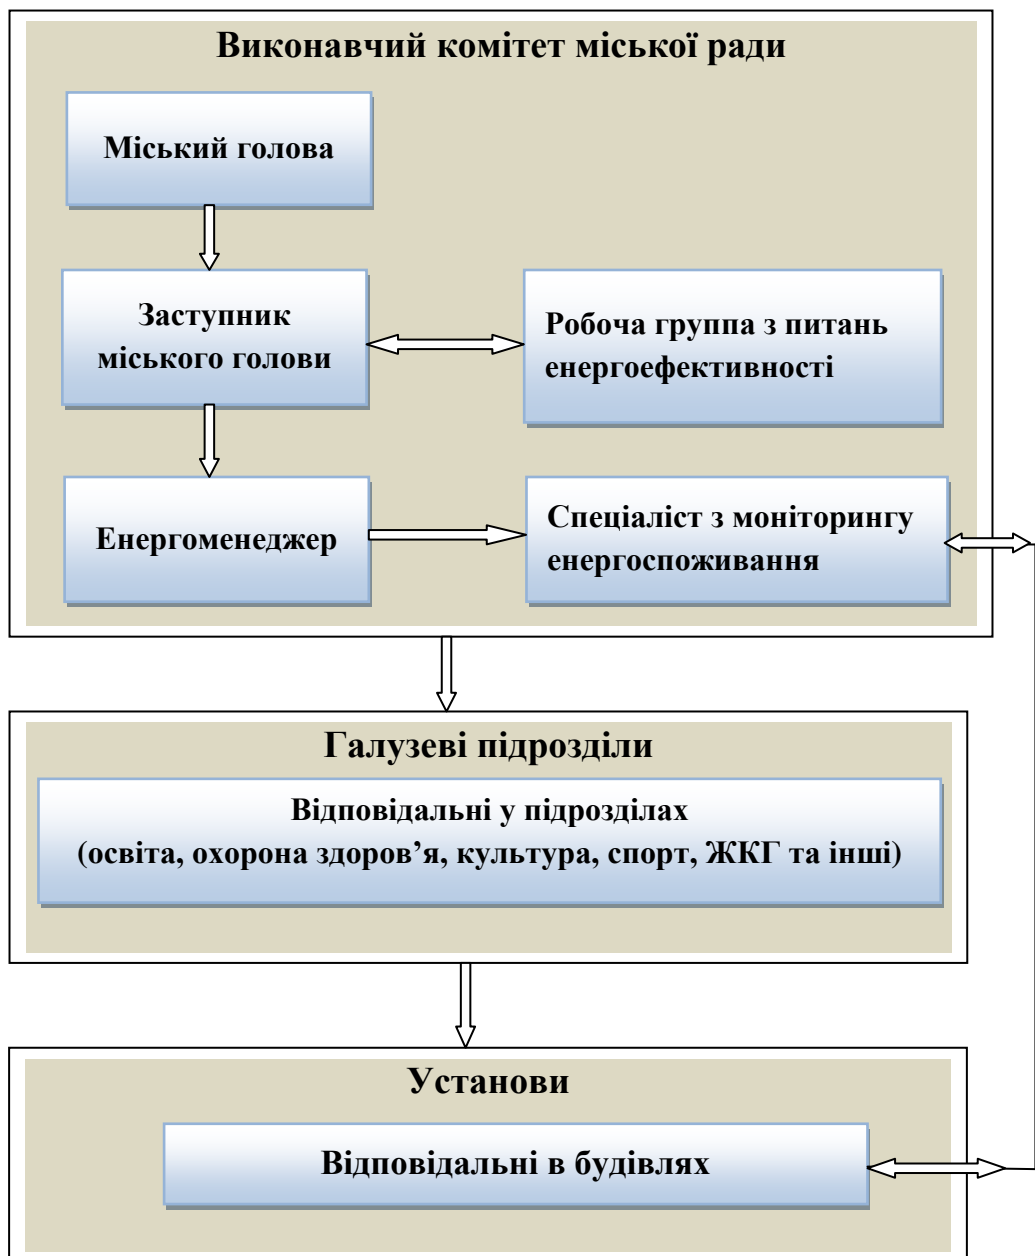 Виконавчий комітет міської ради
Міський голова
Заступник
міського голови
Робоча группа з питань
енергоефективності
Енергоменеджер
Спеціаліст з моніторингу
енергоспоживання
Галузеві підрозділи
Відповідальні у підрозділах
(освіта, охорона здоров’я, культура, спорт, ЖКГ та інші)
Установи
Відповідальні в будівлях